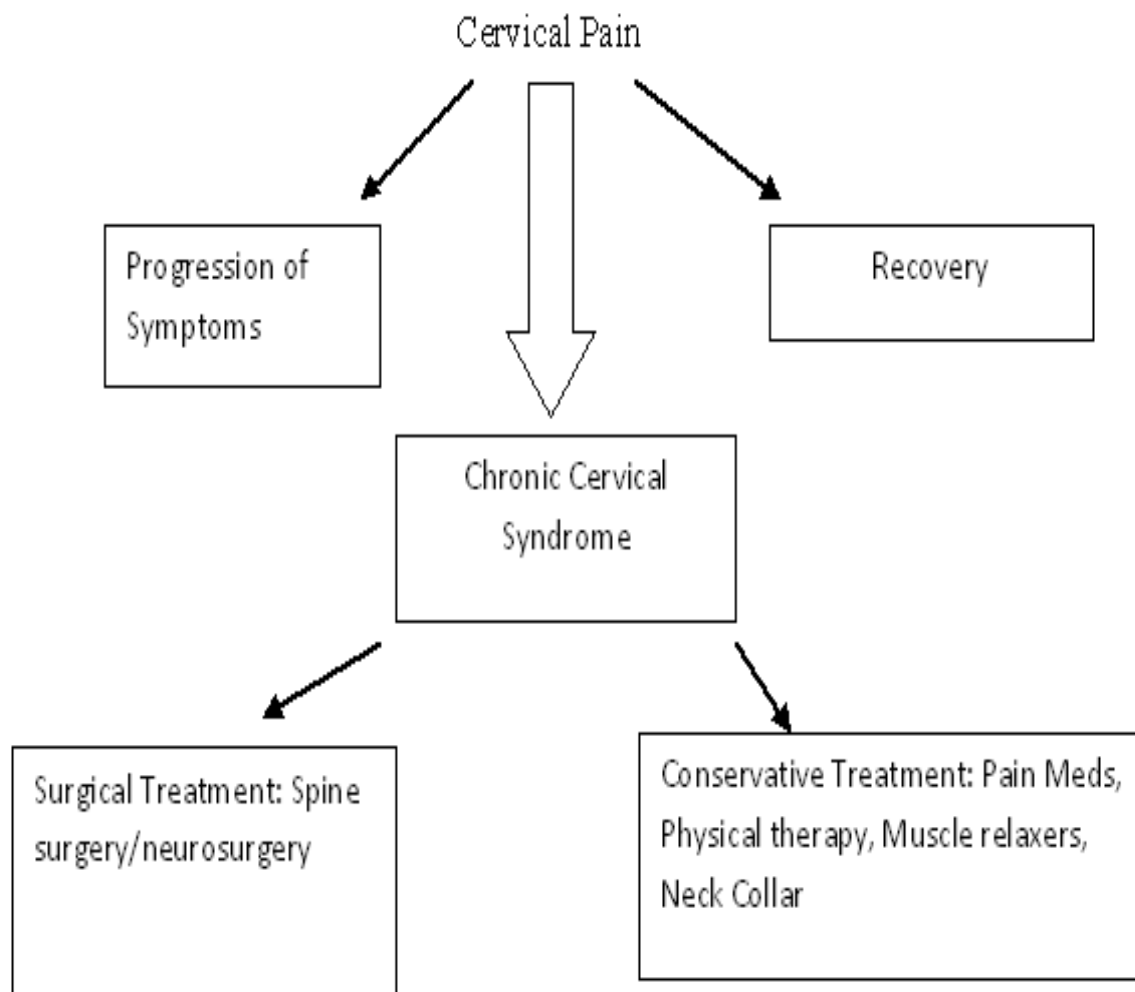 Cervical Pain
Progression of
Symptoms
Recovery
Chronic Cervical
Syndrome
Surgical Treatment: Spine
surgery/neurosurgery
Conservative Treatment: Pain Meds,
Physical therapy, Muscle relaxers,
Neck Collar